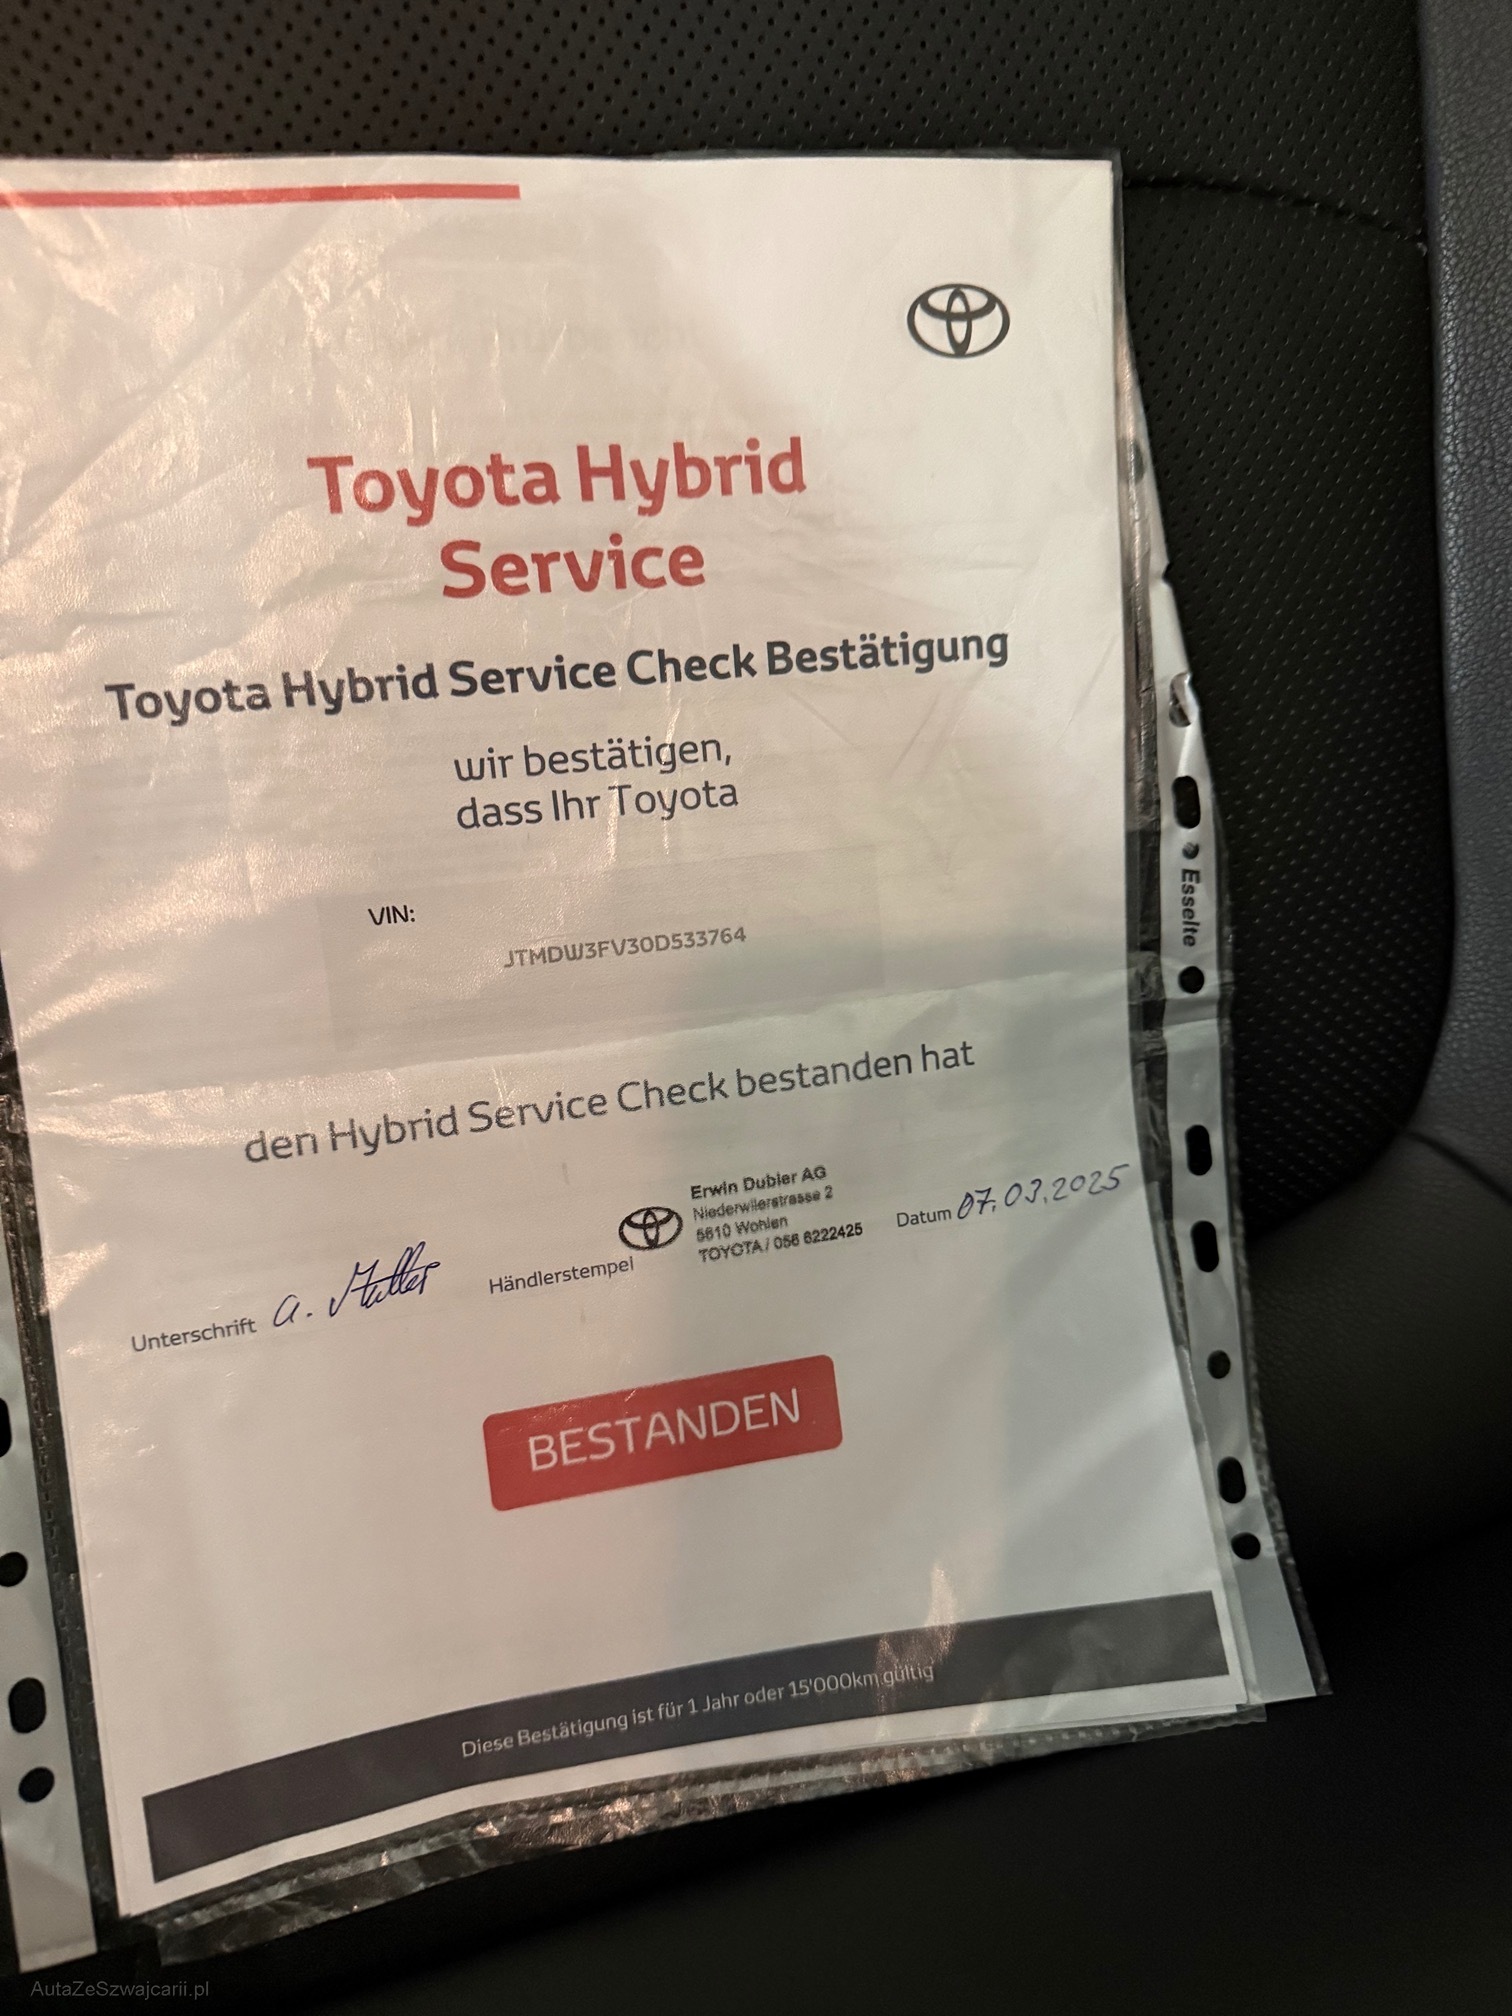 Toyota Hybrid
Service
Toyota Hybrid Service Check Bestätigung
wir bestätigen,
dass Ihr Toyota
VIN:
JTMDW3FV30D533764
den Hybrid Service Check bestanden hat
Unterschrift a. Müller
Händlerstempel
Erwin Dubler AG
Niederwilerstrasse 2
5610 Wohlen
TOYOTA / 056 6222425
Datum 07.03.2025
BESTANDEN
Diese Bestätigung ist für 1 Jahr oder 15'000km gültig
Esselte
AutaZeSzwajcarii.pl